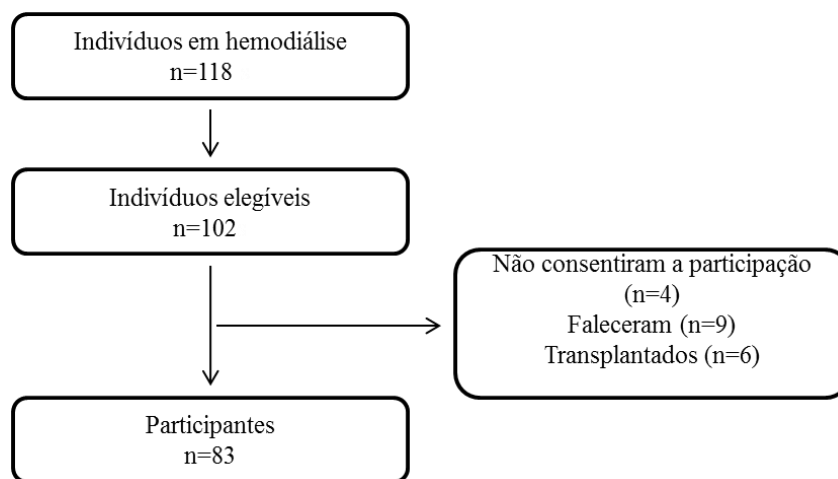 Indivíduos em hemodiálise
n=118
Indivíduos elegíveis
n=102
Não consentiram a participação
(n=4)
Faleceram (n=9)
Transplantados (n=6)
Participantes
n=83